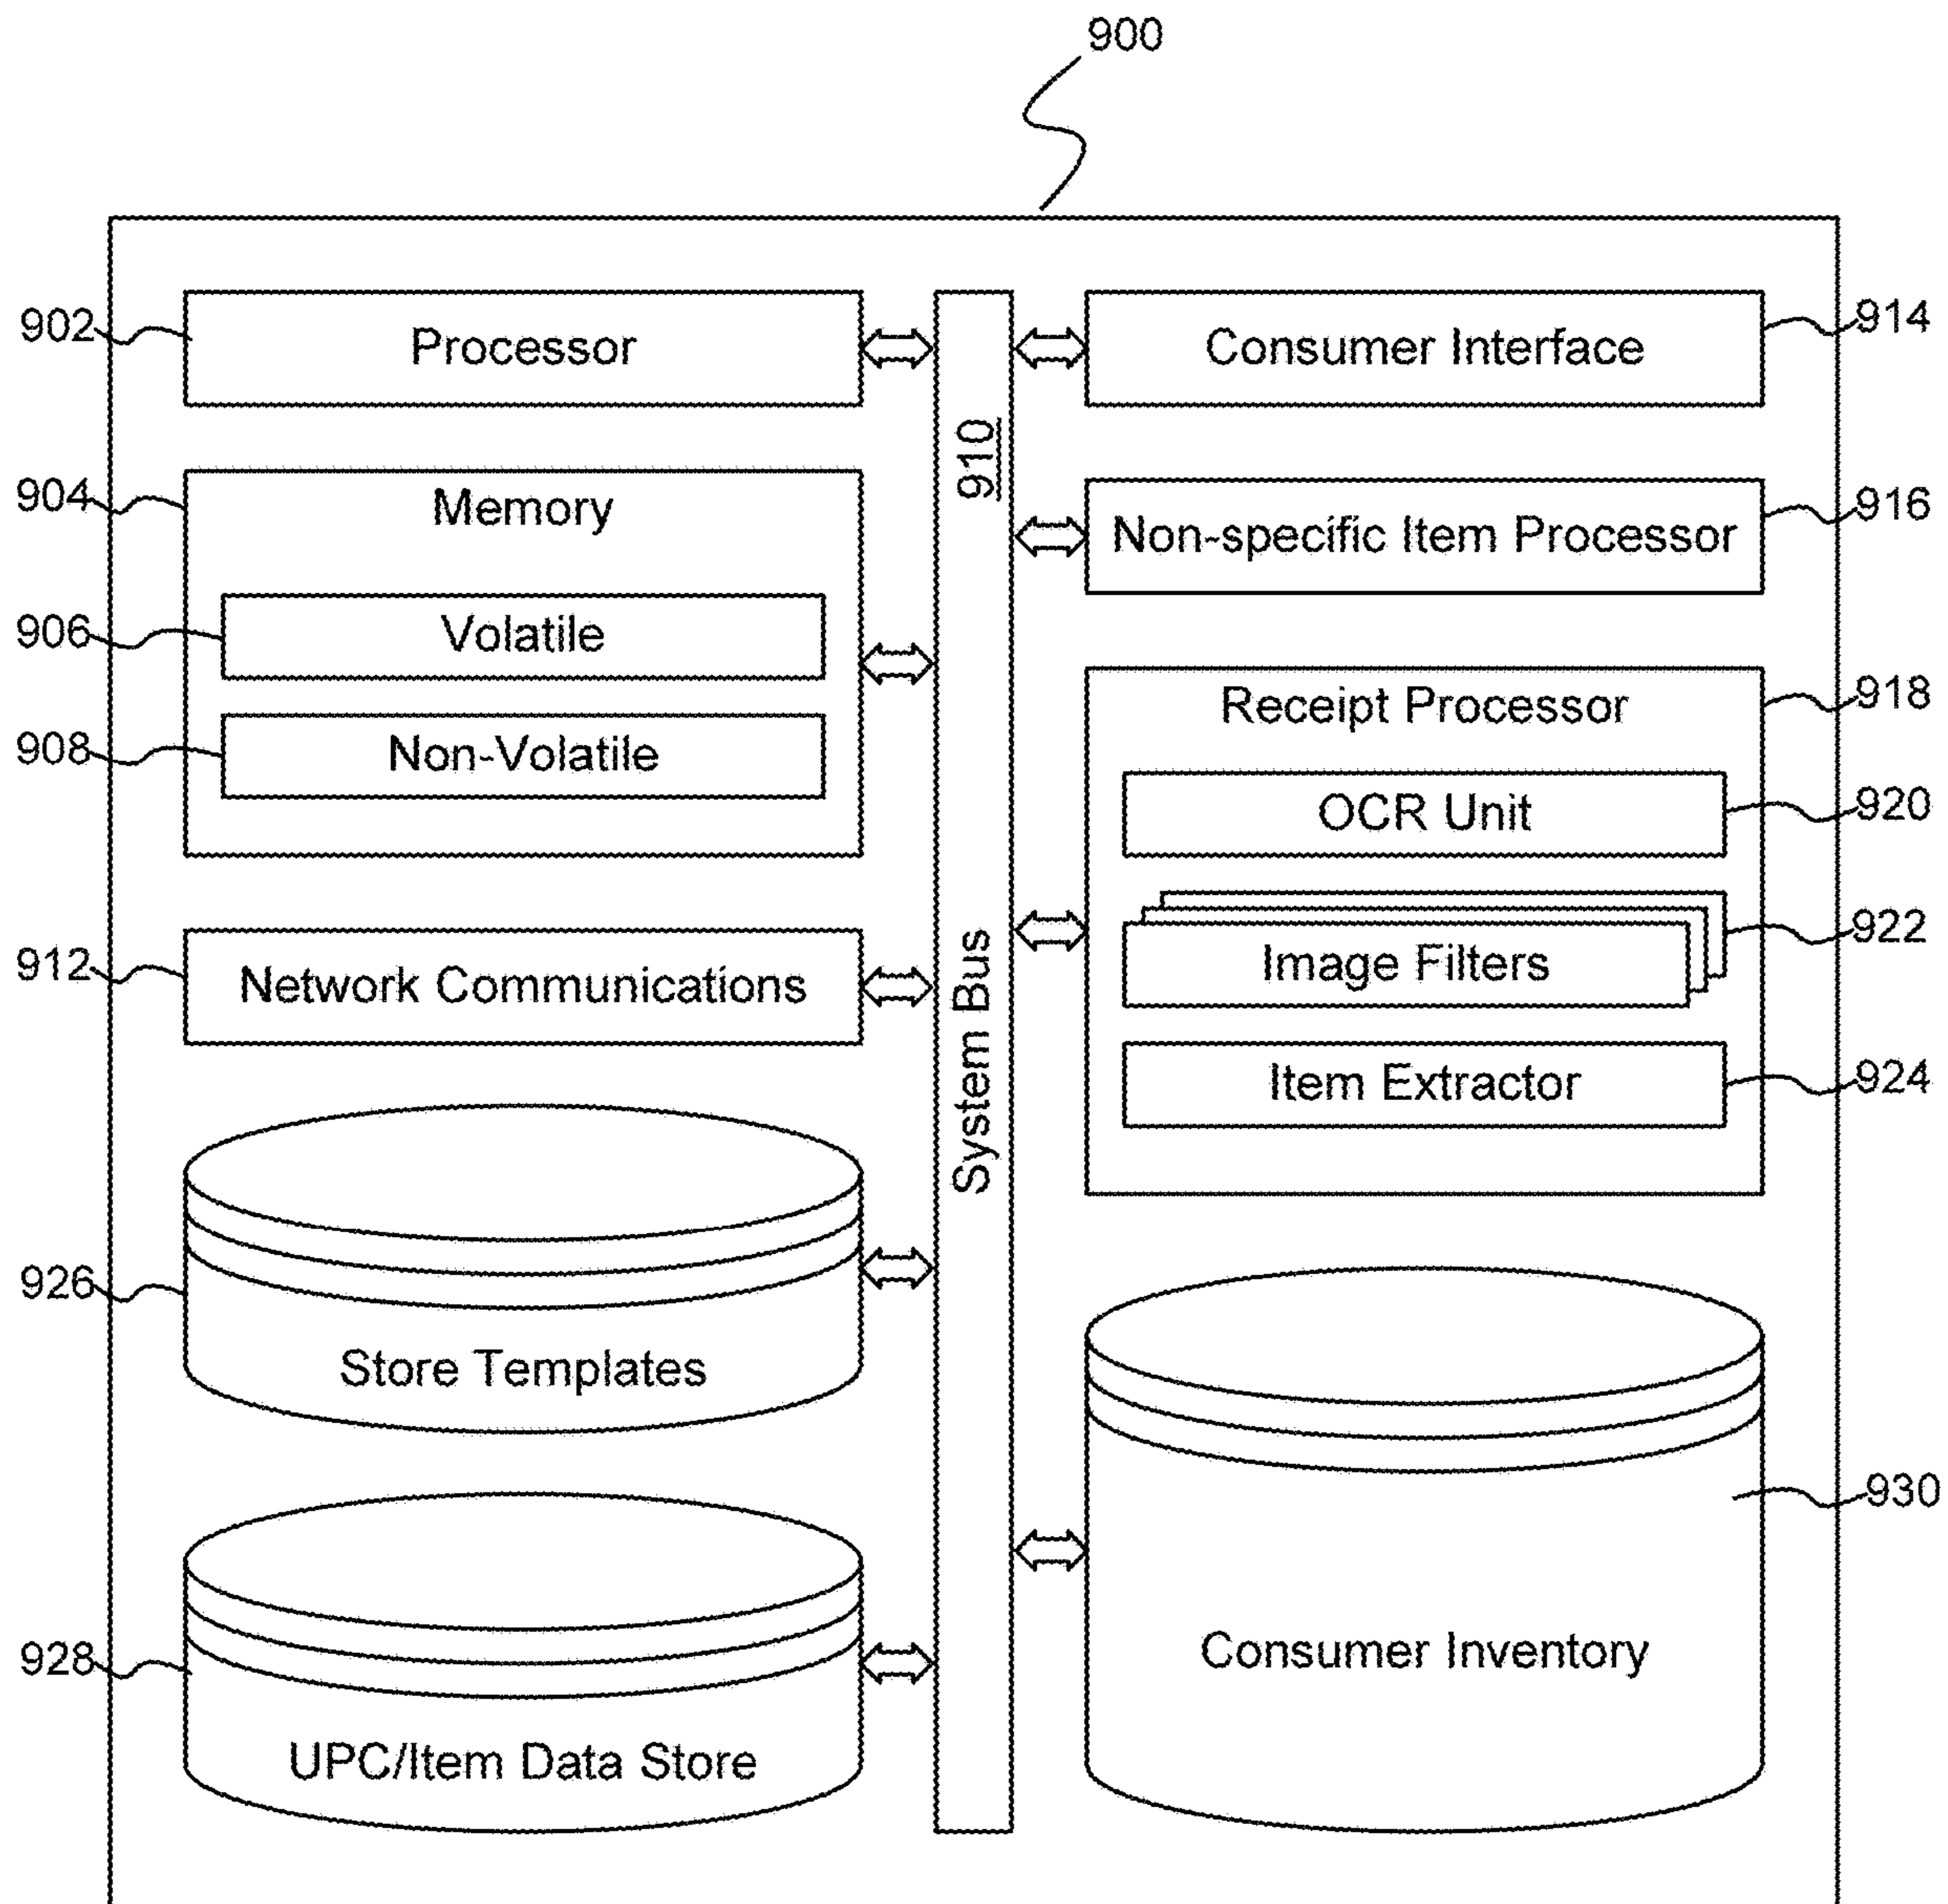 900
902
Processor
904
Memory
906
Volatile
908
Non-Volatile
912
Network Communications
926
Store Templates
928
UPC/Item Data Store
910
System Bus
Consumer Interface
914
Non-specific Item Processor
916
Receipt Processor
918
OCR Unit
920
Image Filters
922
Item Extractor
924
Consumer Inventory
930